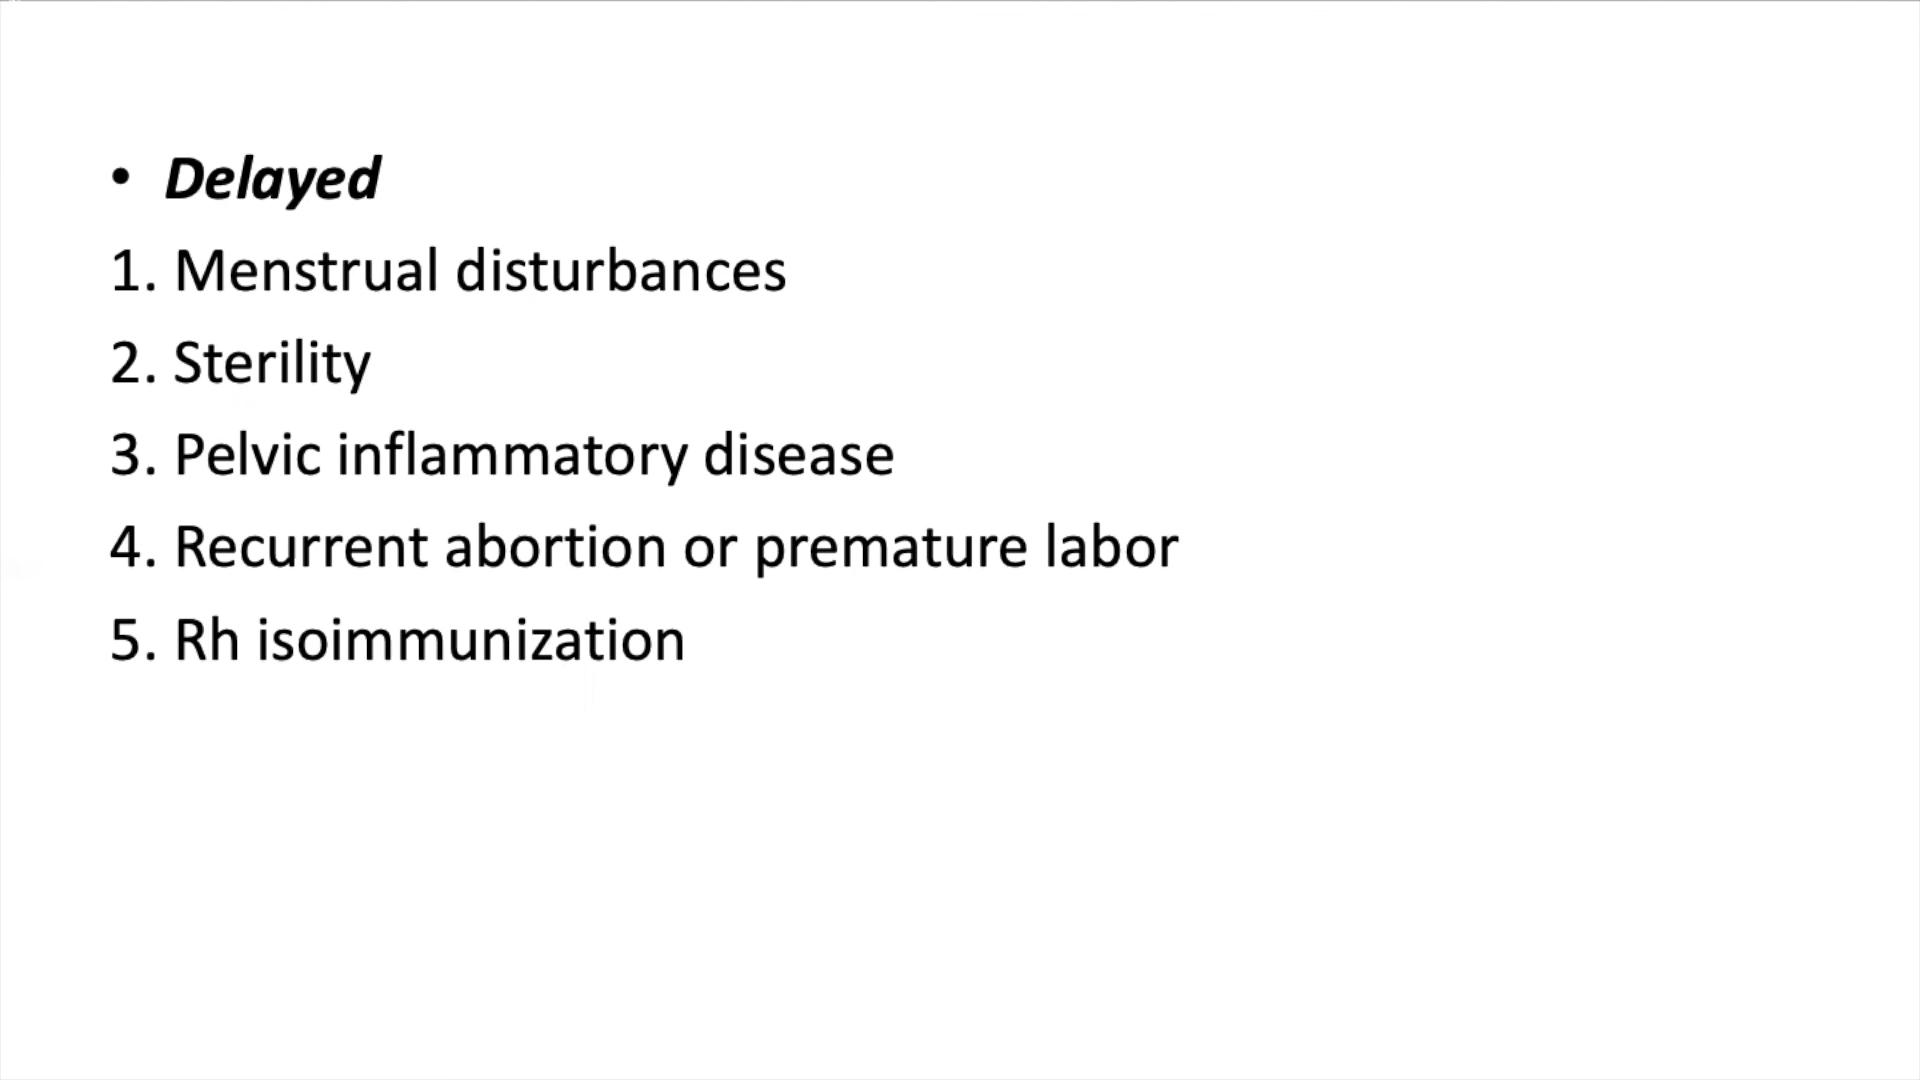 • Delayed
1. Menstrual disturbances
2. Sterility
3. Pelvic inflammatory disease
4. Recurrent abortion or premature labor
5. Rh isoimmunization